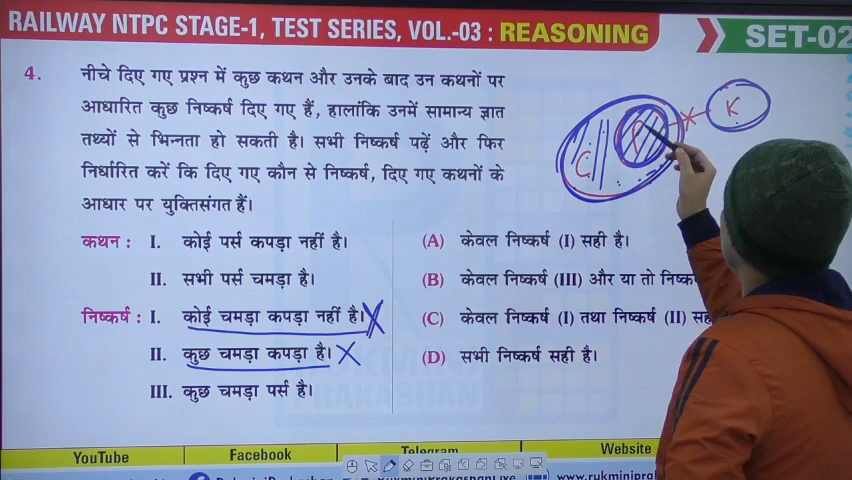 RAILWAY NTPC STAGE-1, TEST SERIES, VOL.-03 : REASONING
SET-02
4. नीचे दिए गए प्रश्न में कुछ कथन और उनके बाद उन कथनों पर
आधारित कुछ निष्कर्ष दिए गए हैं, हालांकि उनमें सामान्य ज्ञात
तथ्यों से भिन्नता हो सकती है। सभी निष्कर्ष पढ़ें और फिर
निर्धारित करें कि दिए गए कौन से निष्कर्ष, दिए गए कथनों के
आधार पर युक्तिसंगत हैं।
C P K
कथन : I. कोई पर्स कपड़ा नहीं है।
II. सभी पर्स चमड़ा है।
निष्कर्ष : I. कोई चमड़ा कपड़ा नहीं है।
II. कुछ चमड़ा कपड़ा है।
III. कुछ चमड़ा पर्स है।
(A) केवल निष्कर्ष (I) सही है।
(B) केवल निष्कर्ष (III) और या तो
(C) केवल निष्कर्ष (I) तथा निष्कर्ष (II)
(D) सभी निष्कर्ष सही है।
RUKMINI
PRAKASHAN
YouTube Facebook Telegram Website